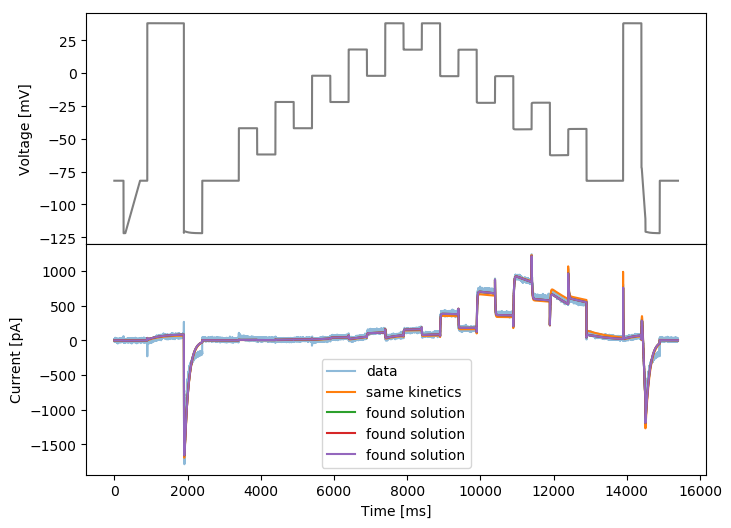 25
0
−25
−50
−75
−100
−125
Voltage [mV]
1000
500
0
−500
−1000
−1500
Current [pA]
data
same kinetics
found solution
found solution
found solution
0 2000 4000 6000 8000 10000 12000 14000 16000
Time [ms]